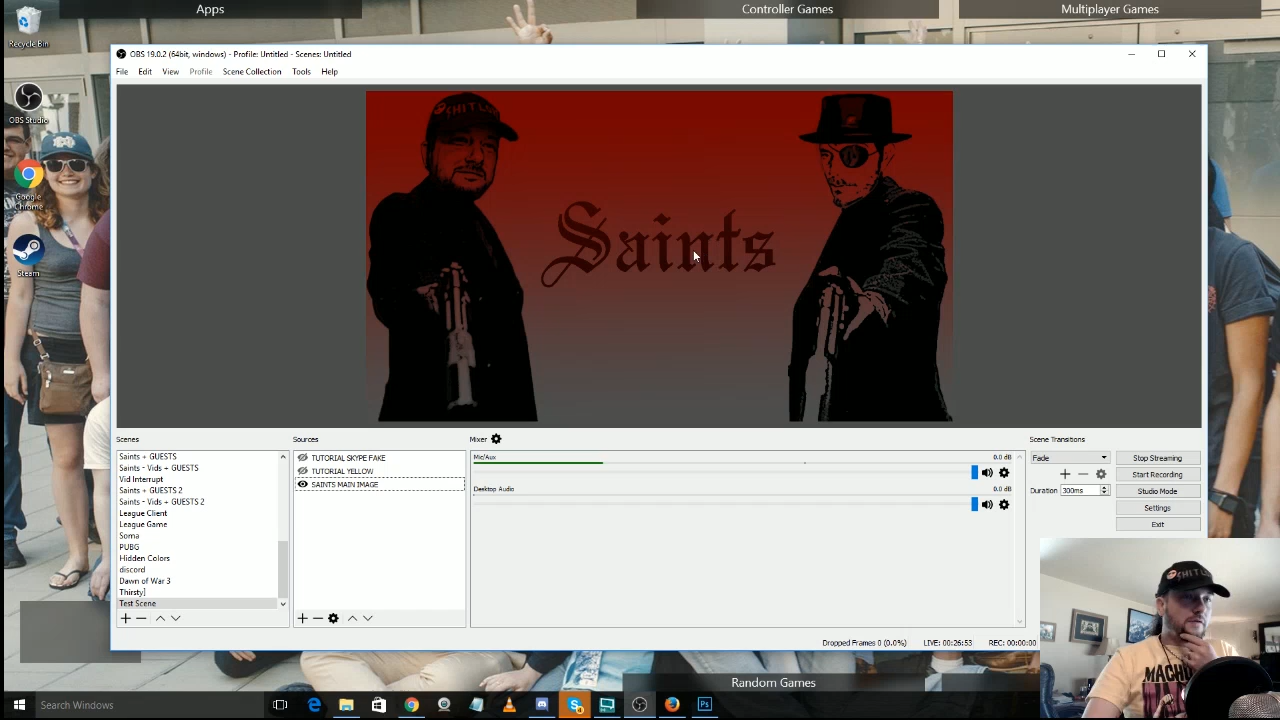 Apps
Controller Games
Multiplayer Games
Recycle Bin
OBS Studio
Google
Chrome
Steam
OBS 19.0.2 (64bit, windows) - Profile: Untitled - Scenes: Untitled
File Edit View Profile Scene Collection Tools Help
SHIT
Saints
Scenes
Saints + GUESTS
Saints - Vids + GUESTS
Vid Interrupt
Saints + GUESTS 2
Saints - Vids + GUESTS 2
League Client
League Game
Soma
PUBG
Hidden Colors
discord
Dawn of War 3
Thirsty]
Test Scene
Sources
TUTORIAL SKYPE FAKE
TUTORIAL YELLOW
SAINTS MAIN IMAGE
Mixer
Mic/Aux 0.0 dB
Desktop Audio 0.0 dB
Scene Transitions
Fade
Duration 300ms
Stop Streaming
Start Recording
Studio Mode
Settings
Exit
Dropped Frames 0 (0.0%) LIVE: 00:26:53 REC: 00:00:00
Random Games
Search Windows